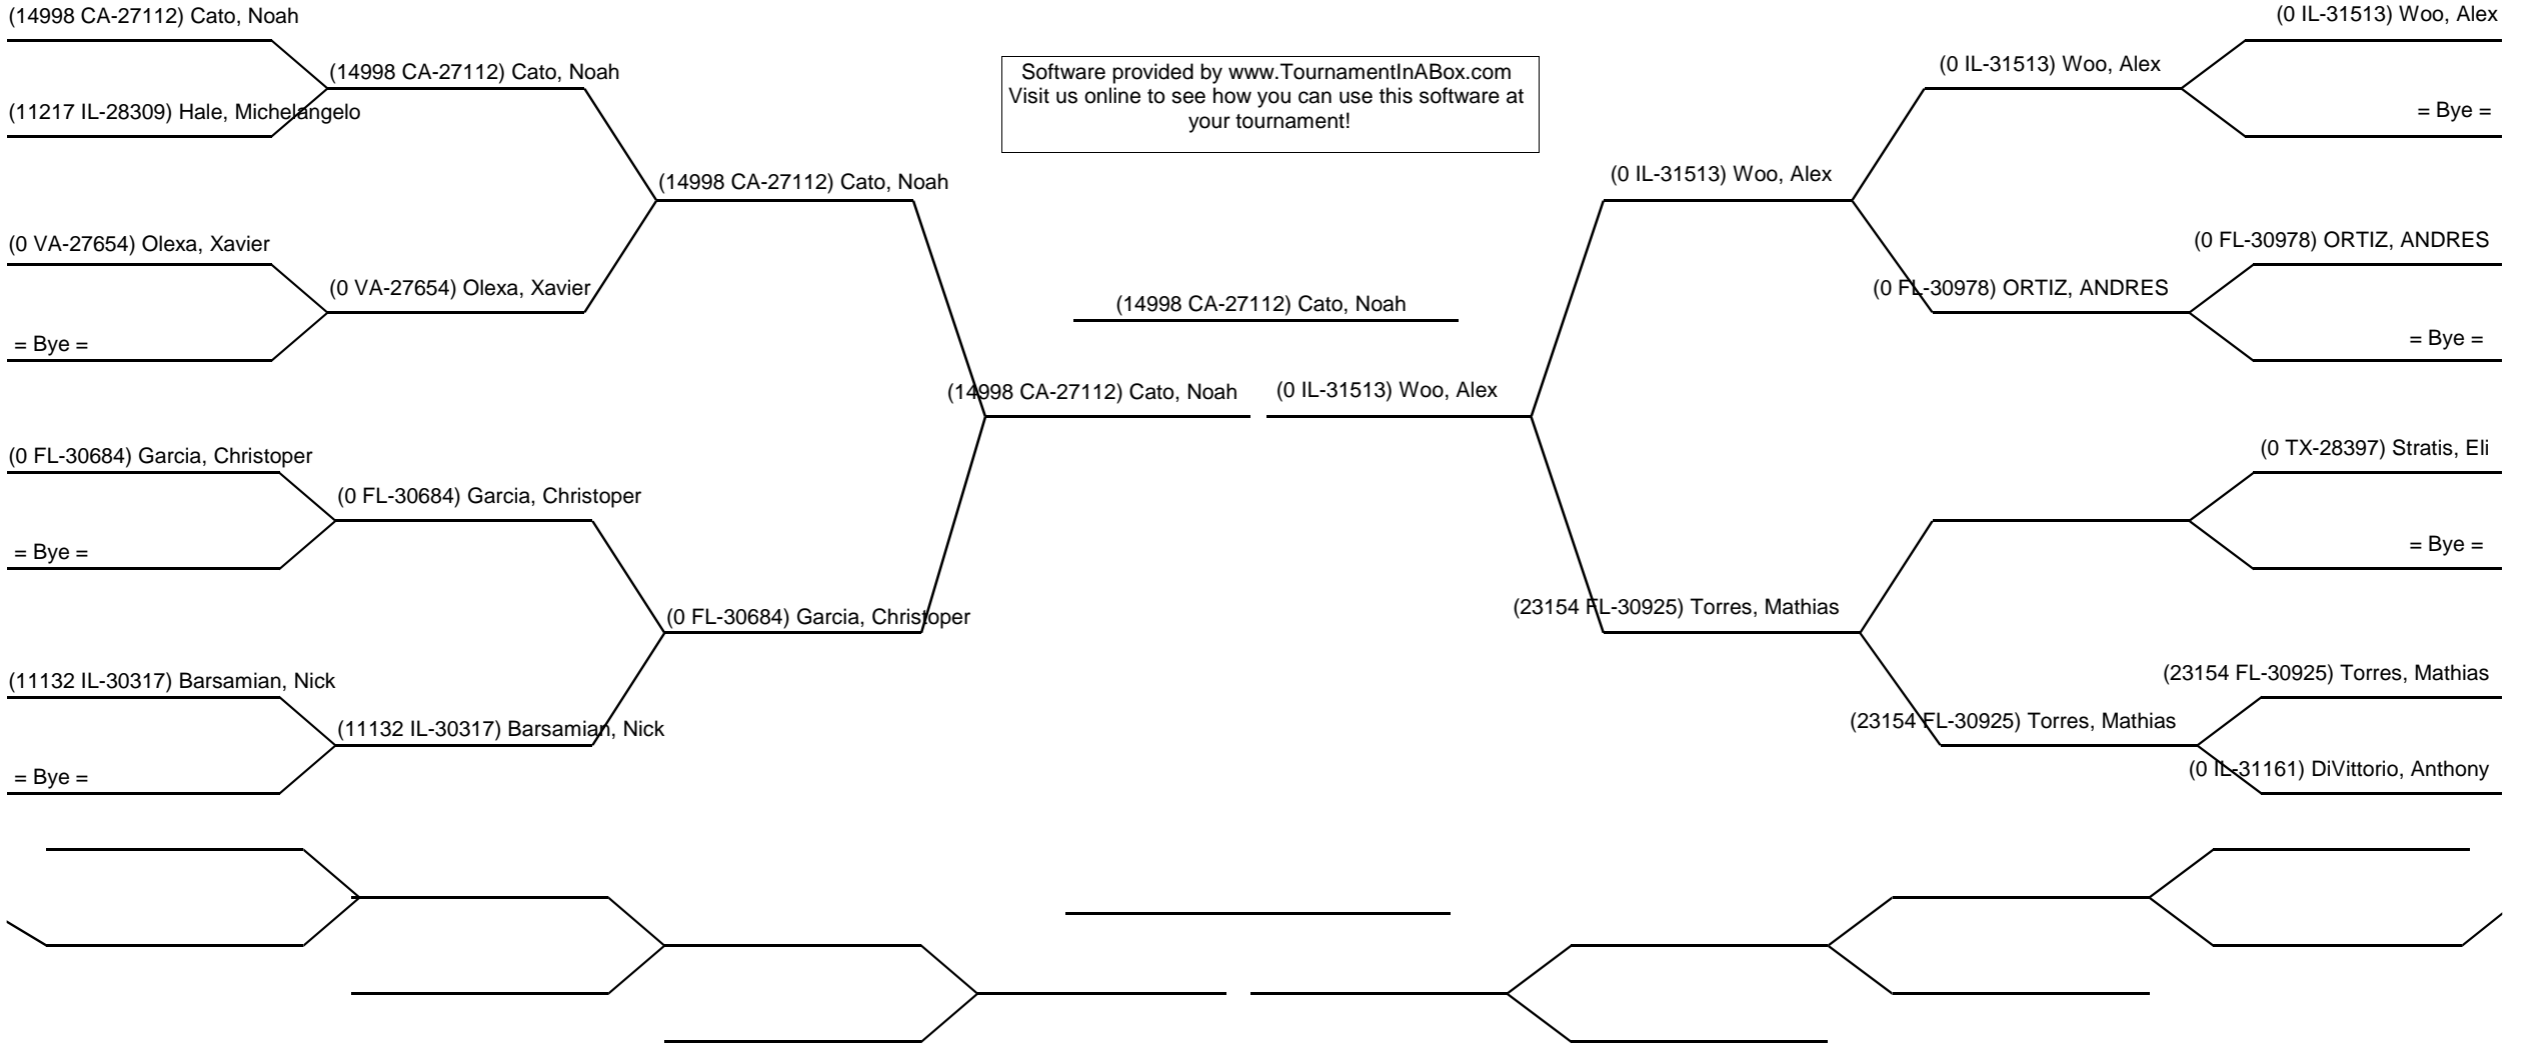 (14998 CA-27112) Cato, Noah
(0 IL-31513) Woo, Alex
(14998 CA-27112) Cato, Noah
Software provided by www.TournamentInABox.com
Visit us online to see how you can use this software at
your tournament!
(0 IL-31513) Woo, Alex
(11217 IL-28309) Hale, Michelangelo
= Bye =
(14998 CA-27112) Cato, Noah
(0 IL-31513) Woo, Alex
(0 VA-27654) Olexa, Xavier
(0 FL-30978) ORTIZ, ANDRES
(0 VA-27654) Olexa, Xavier
(0 FL-30978) ORTIZ, ANDRES
(14998 CA-27112) Cato, Noah
= Bye =
= Bye =
(14998 CA-27112) Cato, Noah
(0 IL-31513) Woo, Alex
(0 FL-30684) Garcia, Christoper
(0 TX-28397) Stratis, Eli
(0 FL-30684) Garcia, Christoper
= Bye =
= Bye =
(0 FL-30684) Garcia, Christoper
(23154 FL-30925) Torres, Mathias
(11132 IL-30317) Barsamian, Nick
(23154 FL-30925) Torres, Mathias
(11132 IL-30317) Barsamian, Nick
(23154 FL-30925) Torres, Mathias
= Bye =
(0 IL-31161) DiVittorio, Anthony